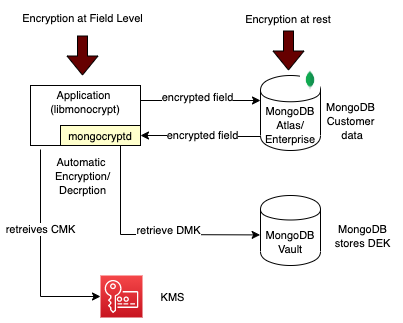 Encryption at Field Level
Encryption at rest
Application
(libmonocrypt)
mongocryptd
encrypted field
encrypted field
MongoDB
Atlas/
Enterprise
MongoDB
Customer
data
Automatic
Encryption/
Decrption
retreives CMK
retrieve DMK
MongoDB
Vault
MongoDB
stores DEK
KMS